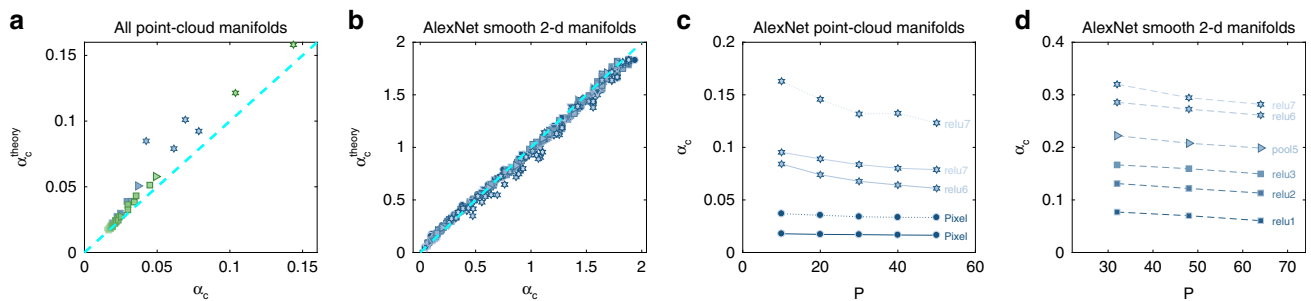 a
All point-cloud manifolds
0.15
0.1
0.05
0
0
0.05
0.1
0.15
α_c^theory
α_c
b
AlexNet smooth 2-d manifolds
2
1.5
1
0.5
0
0
0.5
1
1.5
2
α_c^theory
α_c
c
AlexNet point-cloud manifolds
0.2
0.15
0.1
0.05
0
0
20
40
60
α_c
P
relu7
relu7
relu6
Pixel
Pixel
d
AlexNet smooth 2-d manifolds
0.4
0.3
0.2
0.1
0.0
30
40
50
60
70
α_c
P
relu7
relu6
pool5
relu3
relu2
relu1